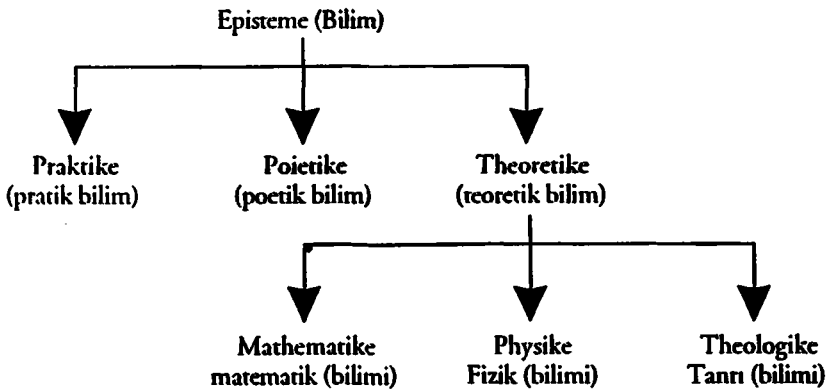 Episteme (Bilim)
Praktike
(pratik bilim)
Poietike
(poetik bilim)
Theoretike
(teoretik bilim)
Mathematike
matematik (bilimi)
Physike
Fizik (bilimi)
Theologike
Tanrı (bilimi)